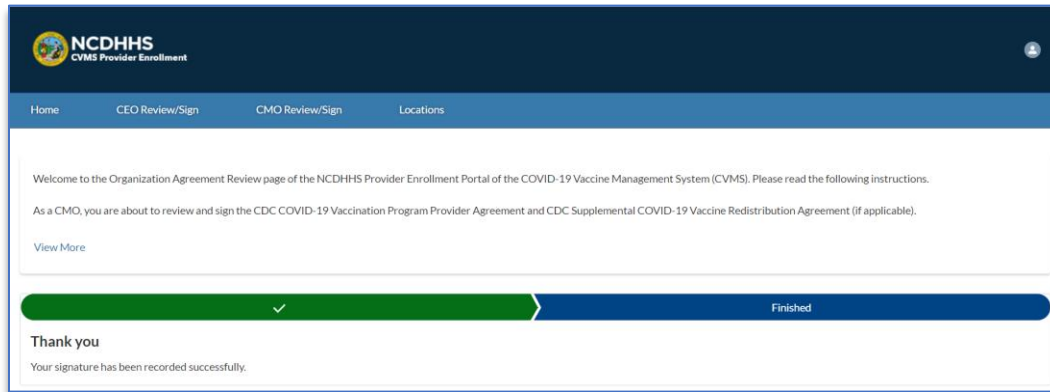 NCDHHS
CVMS Provider Enrollment
Home CEO Review/Sign CMO Review/Sign Locations
Welcome to the Organization Agreement Review page of the NCDHHS Provider Enrollment Portal of the COVID-19 Vaccine Management System (CVMS). Please read the following instructions.
As a CMO, you are about to review and sign the CDC COVID-19 Vaccination Program Provider Agreement and CDC Supplemental COVID-19 Vaccine Redistribution Agreement (if applicable).
View More
Finished
Thank you
Your signature has been recorded successfully.